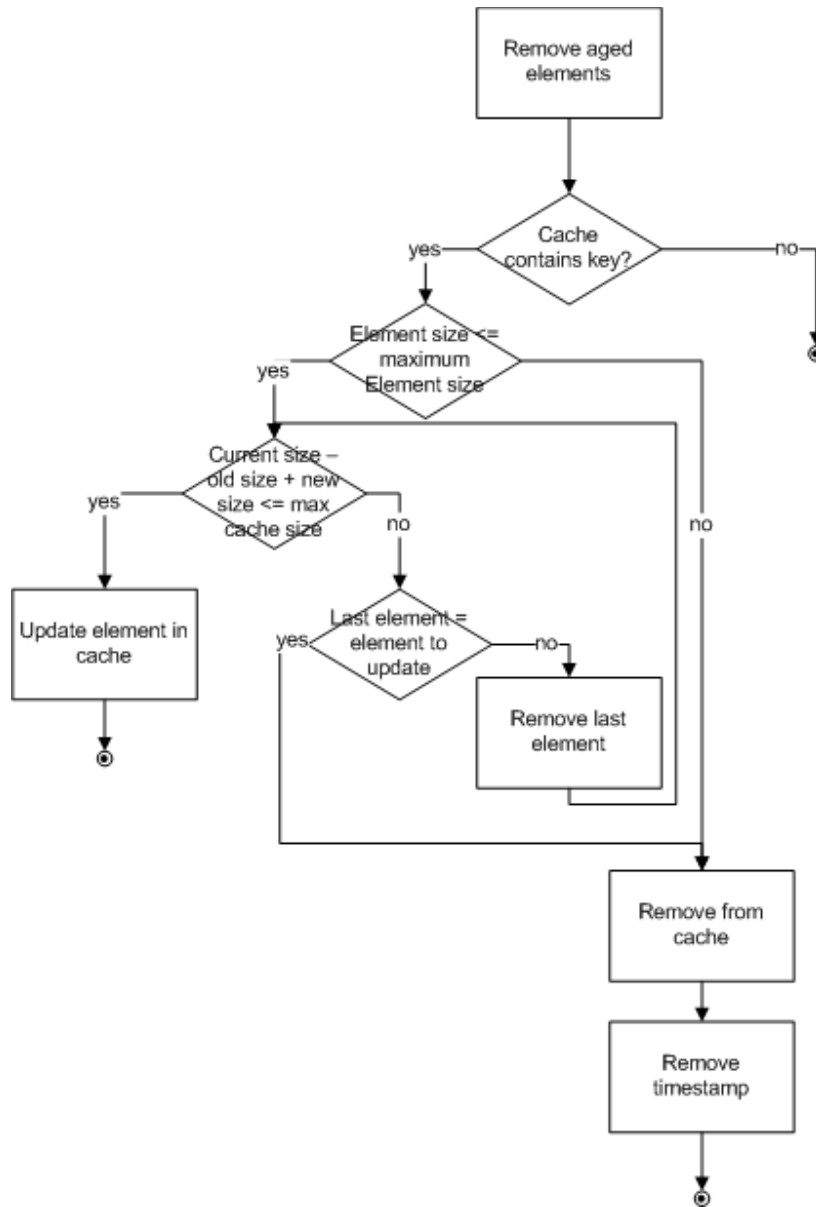 Remove aged
elements
Cache
contains key?
yes
no
Element size <=
maximum
Element size
yes
no
Current size –
old size + new
size <= max
cache size
yes
no
Update element in
cache
Last element =
element to
update
yes
no
Remove last
element
Remove from
cache
Remove
timestamp